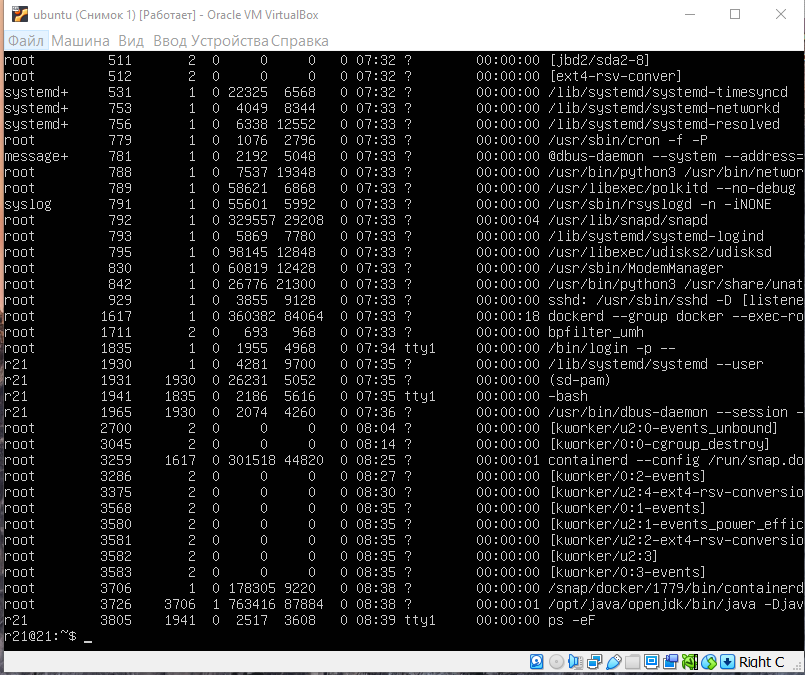 ubuntu (Снимок 1) [Работает] - Oracle VM VirtualBox
Файл Машина Вид Ввод Устройства Справка
root 511 2 0 0 0 0 07:32 ? 00:00:00 [jbd2/sda2-8]
root 512 2 0 0 0 0 07:32 ? 00:00:00 [ext4-rsv-conver]
systemd+ 531 1 0 22325 6568 0 07:32 ? 00:00:00 /lib/systemd/systemd-timesyncd
systemd+ 753 1 0 4049 8344 0 07:33 ? 00:00:00 /lib/systemd/systemd-networkd
systemd+ 756 1 0 6338 12552 0 07:33 ? 00:00:00 /lib/systemd/systemd-resolved
root 779 1 0 1076 2796 0 07:33 ? 00:00:00 /usr/sbin/cron -f -P
message+ 781 1 0 2192 5048 0 07:33 ? 00:00:00 @dbus-daemon --system --address=
root 788 1 0 7537 19348 0 07:33 ? 00:00:00 /usr/bin/python3 /usr/bin/networ
root 789 1 0 58621 6868 0 07:33 ? 00:00:00 /usr/libexec/polkitd --no-debug
syslog 791 1 0 55601 5992 0 07:33 ? 00:00:00 /usr/sbin/rsyslogd -n -iNONE
root 792 1 0 329557 29208 0 07:33 ? 00:00:04 /usr/lib/snapd/snapd
root 793 1 0 5869 7780 0 07:33 ? 00:00:00 /lib/systemd/systemd-logind
root 795 1 0 98145 12848 0 07:33 ? 00:00:00 /usr/libexec/udisks2/udisksd
root 830 1 0 60819 12428 0 07:33 ? 00:00:00 /usr/sbin/ModemManager
root 842 1 0 26776 21300 0 07:33 ? 00:00:00 /usr/bin/python3 /usr/share/unat
root 929 1 0 3855 9128 0 07:33 ? 00:00:00 sshd: /usr/sbin/sshd -D [listene
root 1617 1 0 360382 84064 0 07:33 ? 00:00:18 dockerd --group docker --exec-ro
root 1711 2 0 693 968 0 07:33 ? 00:00:00 bpfilter_umh
root 1835 1 0 1955 4968 0 07:34 tty1 00:00:00 /bin/login -p --
r21 1930 1 0 4281 9700 0 07:35 ? 00:00:00 /lib/systemd/systemd --user
r21 1931 1930 0 26231 5052 0 07:35 ? 00:00:00 (sd-pam)
r21 1941 1835 0 2186 5616 0 07:35 tty1 00:00:00 -bash
r21 1965 1930 0 2074 4260 0 07:36 ? 00:00:00 /usr/bin/dbus-daemon --session -
root 2700 2 0 0 0 0 08:04 ? 00:00:00 [kworker/u2:0-events_unbound]
root 3045 2 0 0 0 0 08:14 ? 00:00:00 [kworker/0:0-cgroup_destroy]
root 3259 1617 0 301518 44820 0 08:25 ? 00:00:01 containerd --config /run/snap.do
root 3286 2 0 0 0 0 08:27 ? 00:00:00 [kworker/0:2-events]
root 3375 2 0 0 0 0 08:30 ? 00:00:00 [kworker/u2:4-ext4-rsv-conversio
root 3568 2 0 0 0 0 08:35 ? 00:00:00 [kworker/0:1-events]
root 3580 2 0 0 0 0 08:35 ? 00:00:00 [kworker/u2:1-events_power_effic
root 3581 2 0 0 0 0 08:35 ? 00:00:00 [kworker/u2:2-ext4-rsv-conversio
root 3582 2 0 0 0 0 08:35 ? 00:00:00 [kworker/u2:3]
root 3583 2 0 0 0 0 08:35 ? 00:00:00 [kworker/0:3-events]
root 3706 1 0 178305 9220 0 08:38 ? 00:00:00 /snap/docker/1779/bin/containerd
root 3726 3706 1 763416 87884 0 08:38 ? 00:00:01 /opt/java/openjdk/bin/java -Djav
r21 3805 1941 0 2517 3608 0 08:39 tty1 00:00:00 ps -eF
r21@21:~$ _
Right C